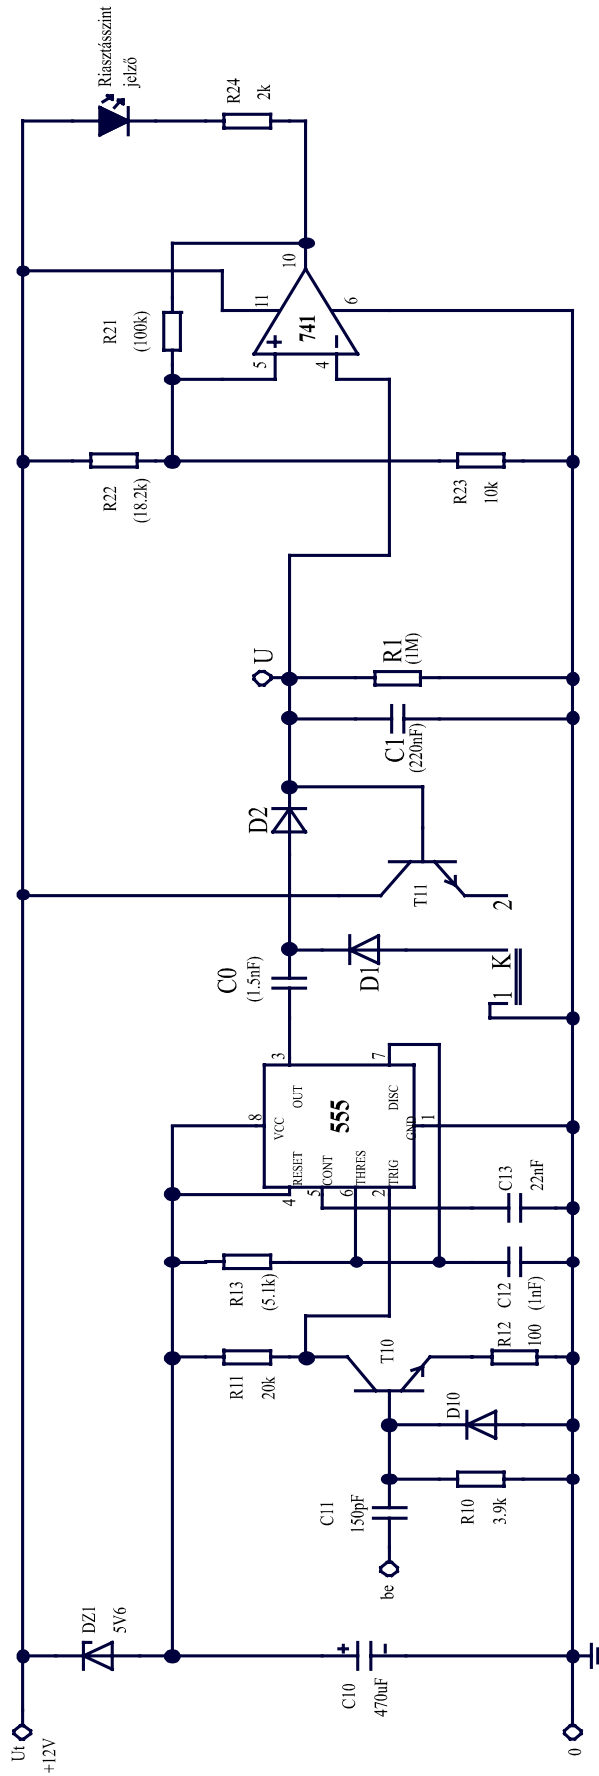 Ut
+12V
DZ1
5V6
C10
470uF
+
-
0
be
C11
150pF
R10
3.9k
D10
T10
R11
20k
R12
100
R13
(5.1k)
C12
(1nF)
C13
22nF
4
RESET
5
CONT
6
THRES
2
TRIG
8
VCC
555
GND
1
3
OUT
7
DISC
C0
(1.5nF)
D1
1
K
2
T11
D2
C1
(220nF)
U
R1
(1M)
R22
(18.2k)
R23
10k
R21
(100k)
5
+
4
-
741
11
6
10
R24
2k
Riasztásszint
jelző